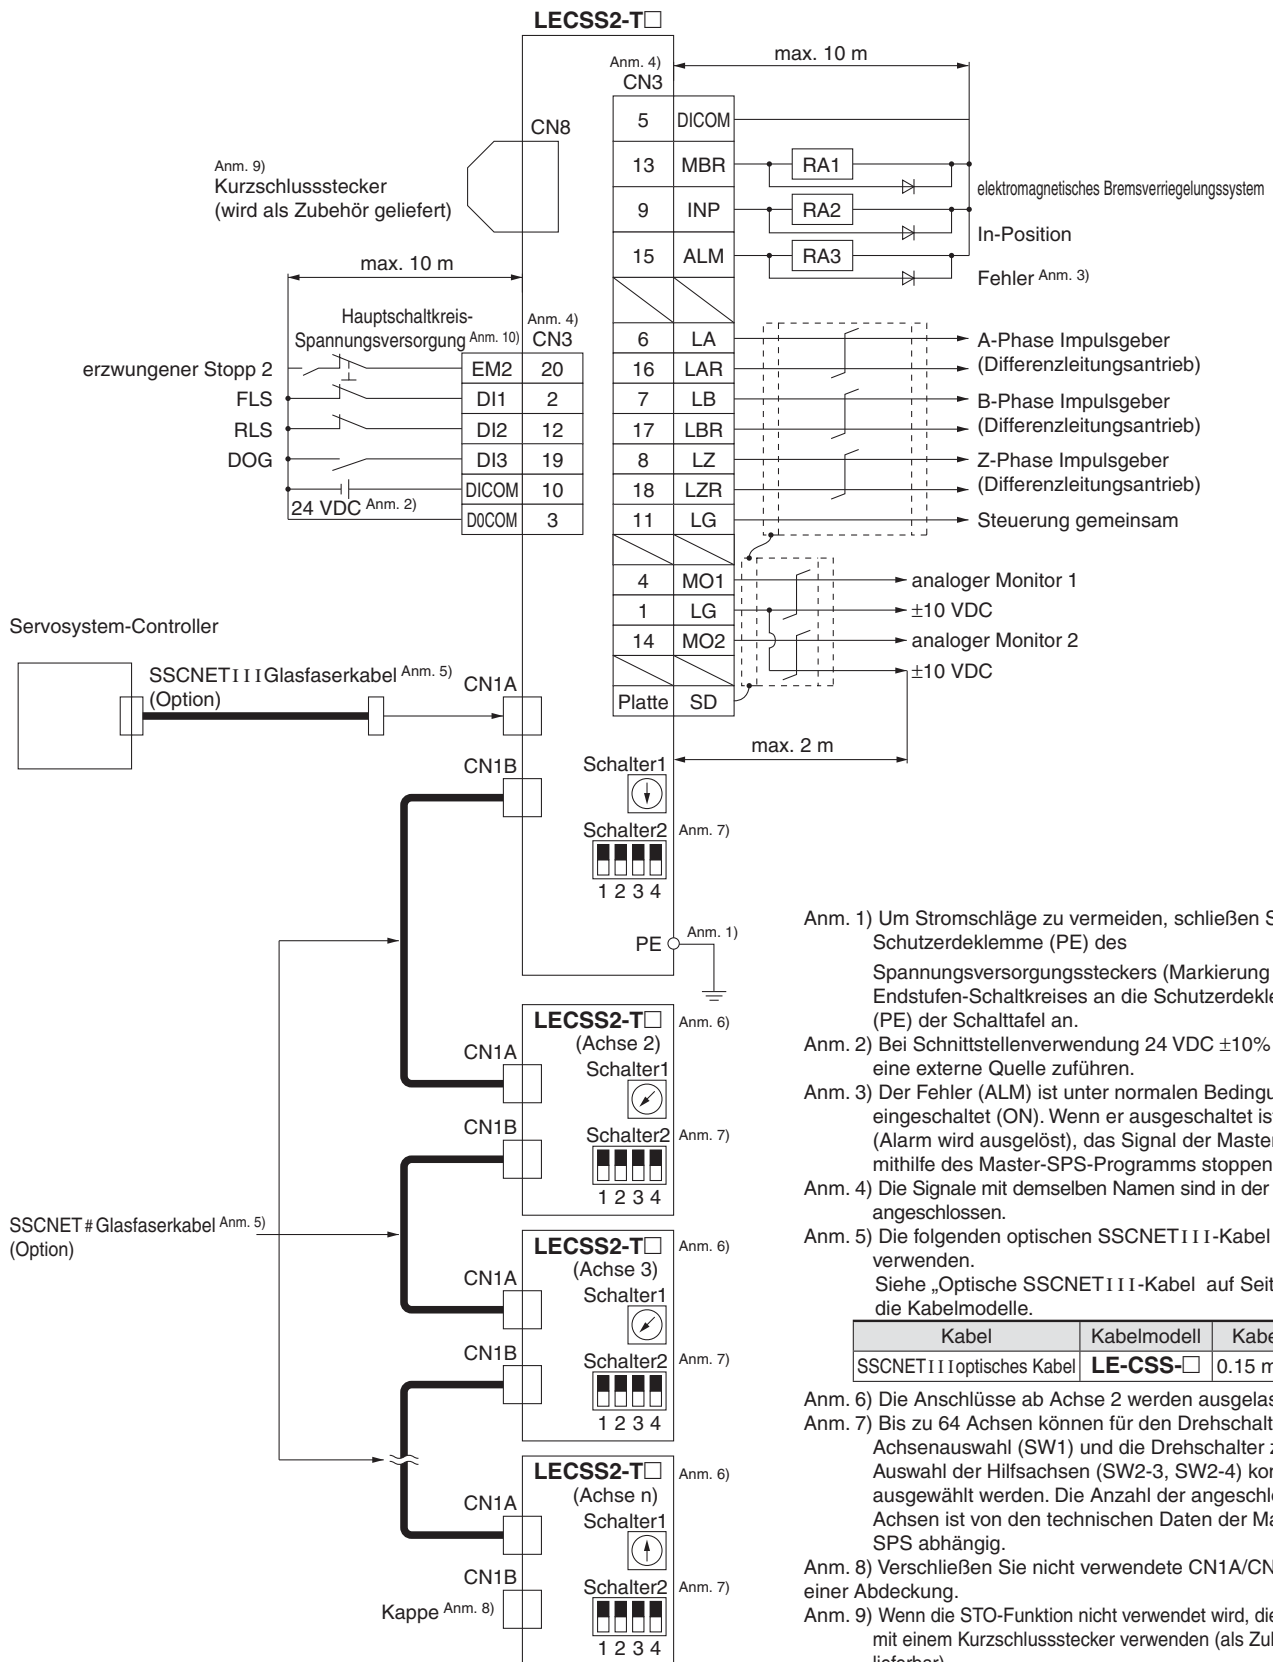 LECSS2-T□
max. 10 m
Anm. 4)
CN3
CN8
5 DICOM
13 MBR RA1
elektromagnetisches Bremsverriegelungssystem
9 INP RA2
In-Position
15 ALM RA3
Fehler Anm. 3)
Anm. 9)
Kurzschlussstecker
(wird als Zubehör geliefert)
max. 10 m
Hauptschaltkreis-
Spannungsversorgung Anm. 10)
Anm. 4)
CN3
erzwungener Stopp 2 EM2 20
FLS DI1 2
RLS DI2 12
DOG DI3 19
DICOM 10
24 VDC Anm. 2)
D0COM 3
6 LA A-Phase Impulsgeber
16 LAR (Differenzleitungsantrieb)
7 LB B-Phase Impulsgeber
17 LBR (Differenzleitungsantrieb)
8 LZ Z-Phase Impulsgeber
18 LZR (Differenzleitungsantrieb)
11 LG Steuerung gemeinsam
4 MO1 analoger Monitor 1
1 LG ±10 VDC
14 MO2 analoger Monitor 2
±10 VDC
Platte SD
max. 2 m
Servosystem-Controller
SSCNETIIIGlasfaserkabel Anm. 5)
(Option)
CN1A
CN1B
Schalter1
Schalter2 Anm. 7)
1 2 3 4
PE Anm. 1)
LECSS2-T□ Anm. 6)
(Achse 2)
CN1A
Schalter1
CN1B
Schalter2 Anm. 7)
1 2 3 4
SSCNET#Glasfaserkabel Anm. 5)
(Option)
LECSS2-T□ Anm. 6)
(Achse 3)
CN1A
Schalter1
CN1B
Schalter2 Anm. 7)
1 2 3 4
LECSS2-T□ Anm. 6)
(Achse n)
CN1A
Schalter1
CN1B
Schalter2 Anm. 7)
Kappe Anm. 8)
1 2 3 4
Anm. 1) Um Stromschläge zu vermeiden, schließen S
Schutzerdeklemme (PE) des
Spannungsversorgungssteckers (Markierung
Endstufen-Schaltkreises an die Schutzerdekle
(PE) der Schalttafel an.
Anm. 2) Bei Schnittstellenverwendung 24 VDC ±10%
eine externe Quelle zuführen.
Anm. 3) Der Fehler (ALM) ist unter normalen Bedingu
eingeschaltet (ON). Wenn er ausgeschaltet is
(Alarm wird ausgelöst), das Signal der Master
mithilfe des Master-SPS-Programms stoppen
Anm. 4) Die Signale mit demselben Namen sind in der
angeschlossen.
Anm. 5) Die folgenden optischen SSCNETIII-Kabel
verwenden.
Siehe „Optische SSCNETIII-Kabel auf Seit
die Kabelmodelle.
Kabel Kabelmodell Kabe
SSCNETIIIoptisches Kabel LE-CSS-□ 0.15 m
Anm. 6) Die Anschlüsse ab Achse 2 werden ausgelas
Anm. 7) Bis zu 64 Achsen können für den Drehschalt
Achsenauswahl (SW1) und die Drehschalter z
Auswahl der Hilfsachsen (SW2-3, SW2-4) kor
ausgewählt werden. Die Anzahl der angeschl
Achsen ist von den technischen Daten der Ma
SPS abhängig.
Anm. 8) Verschließen Sie nicht verwendete CN1A/CN
einer Abdeckung.
Anm. 9) Wenn die STO-Funktion nicht verwendet wird, die
mit einem Kurzschlussstecker verwenden (als Zul